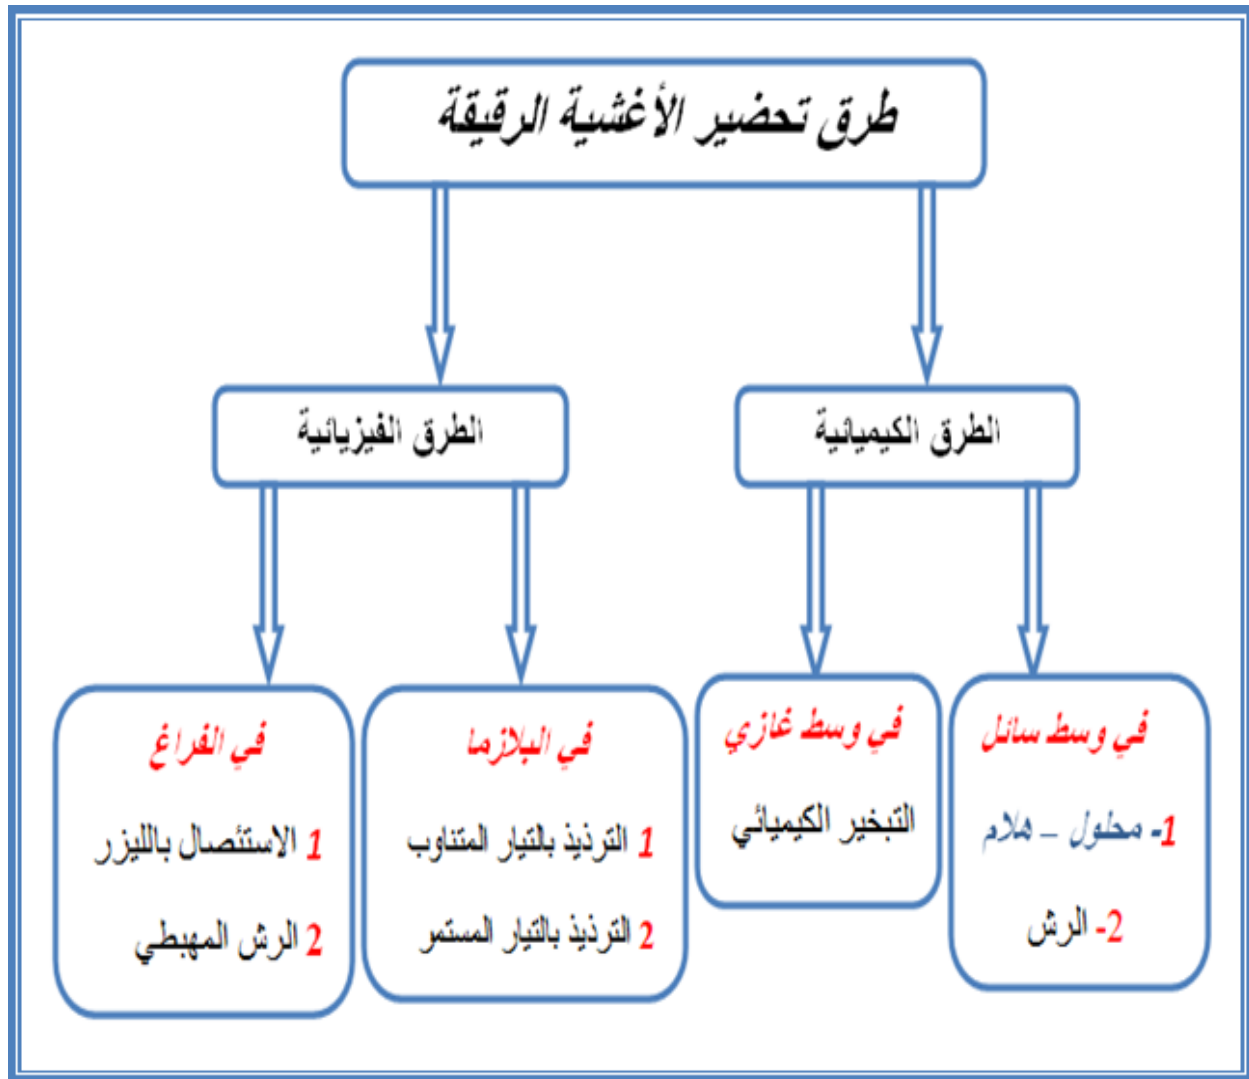 طرق تحضير الأغشية الرقيقة
الطرق الكيميائية
الطرق الفيزيائية
في وسط سائل
1- محلول – هلام
2- الرش
في وسط غازي
التبخير الكيميائي
في البلازما
1 الترذيذ بالتيار المتناوب
2 الترذيذ بالتيار المستمر
في الفراغ
1 الاستئصال بالليزر
2 الرش المهبطي